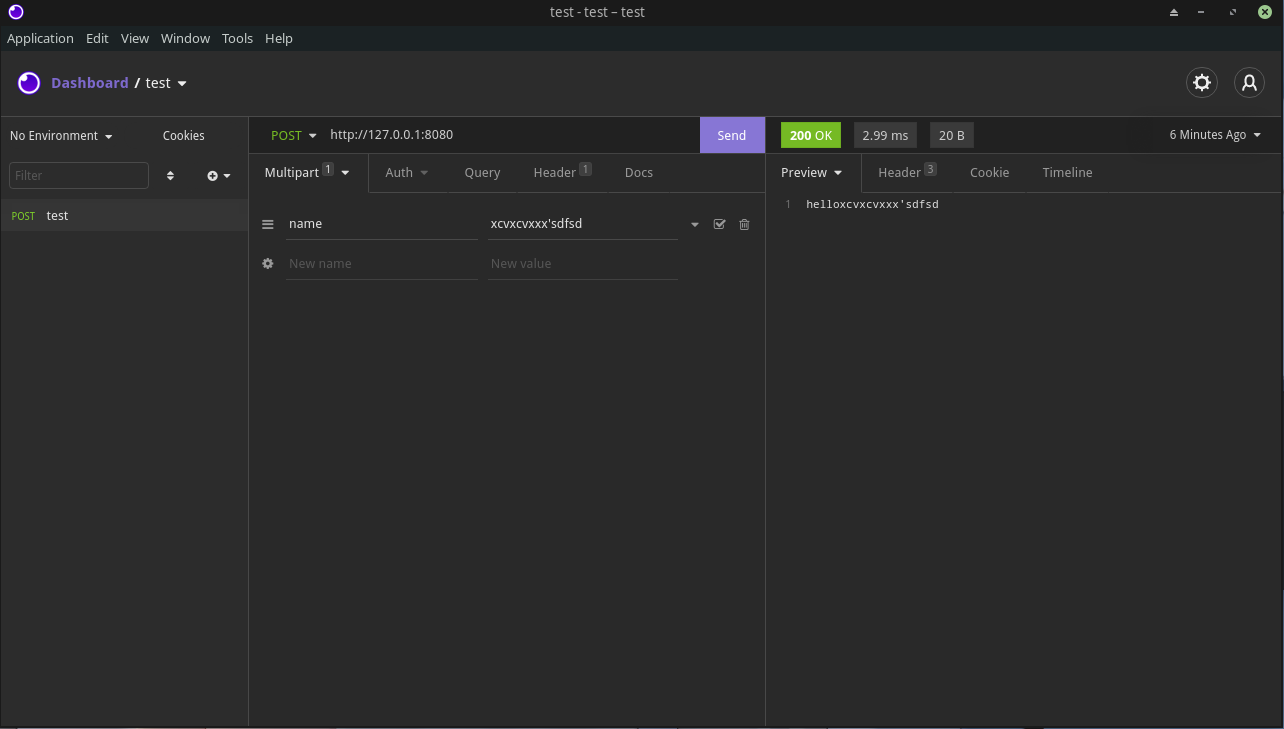 test - test – test
Application Edit View Window Tools Help
Dashboard / test
No Environment Cookies
POST http://127.0.0.1:8080 Send
200 OK 2.99 ms 20 B 6 Minutes Ago
Filter
POST test
Multipart 1 Auth Query Header 1 Docs
name xcvxcvxxx'sdfsd
New name New value
Preview Header 3 Cookie Timeline
1 helloxcvxcvxxx'sdfsd